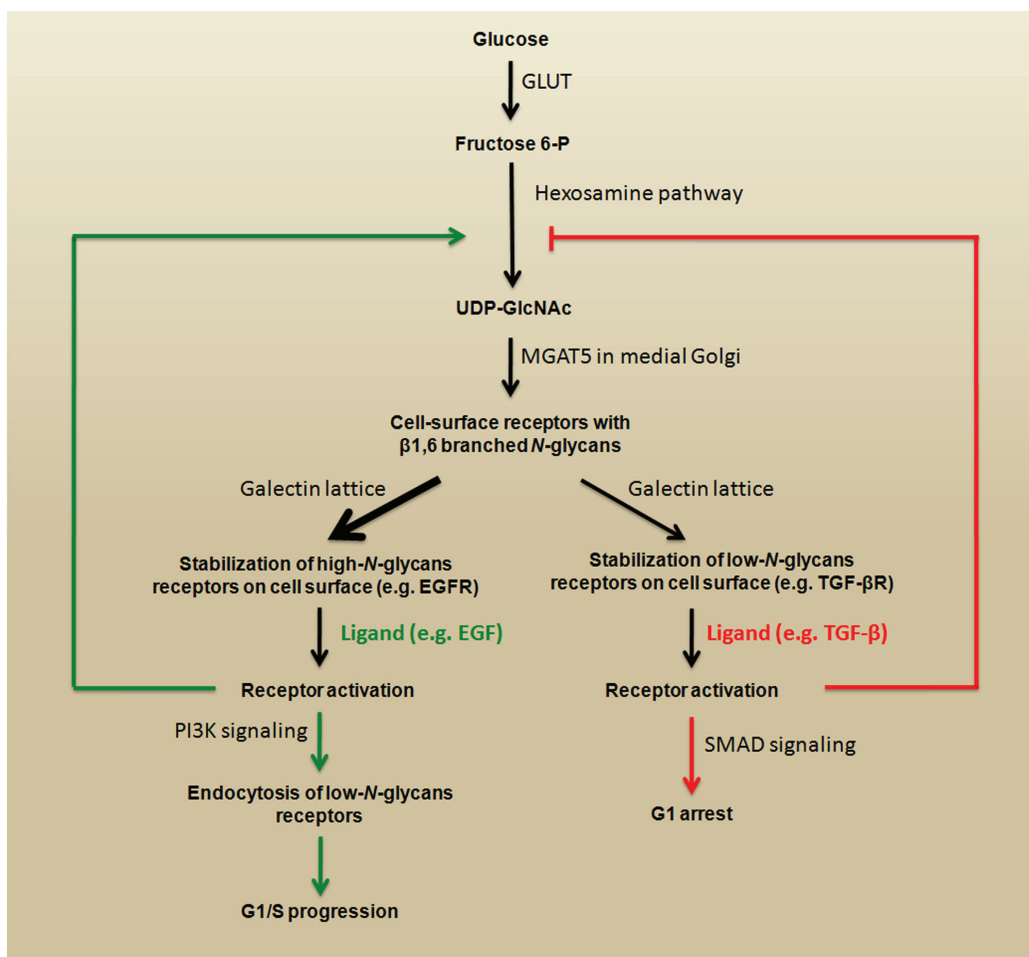 Glucose
GLUT
Fructose 6-P
Hexosamine pathway
UDP-GlcNAc
MGAT5 in medial Golgi
Cell-surface receptors with
β1,6 branched N-glycans
Galectin lattice
Galectin lattice
Stabilization of high-N-glycans
receptors on cell surface (e.g. EGFR)
Stabilization of low-N-glycans
receptors on cell surface (e.g. TGF-βR)
Ligand (e.g. EGF)
Ligand (e.g. TGF-β)
Receptor activation
Receptor activation
PI3K signaling
SMAD signaling
Endocytosis of low-N-glycans
receptors
G1 arrest
G1/S progression